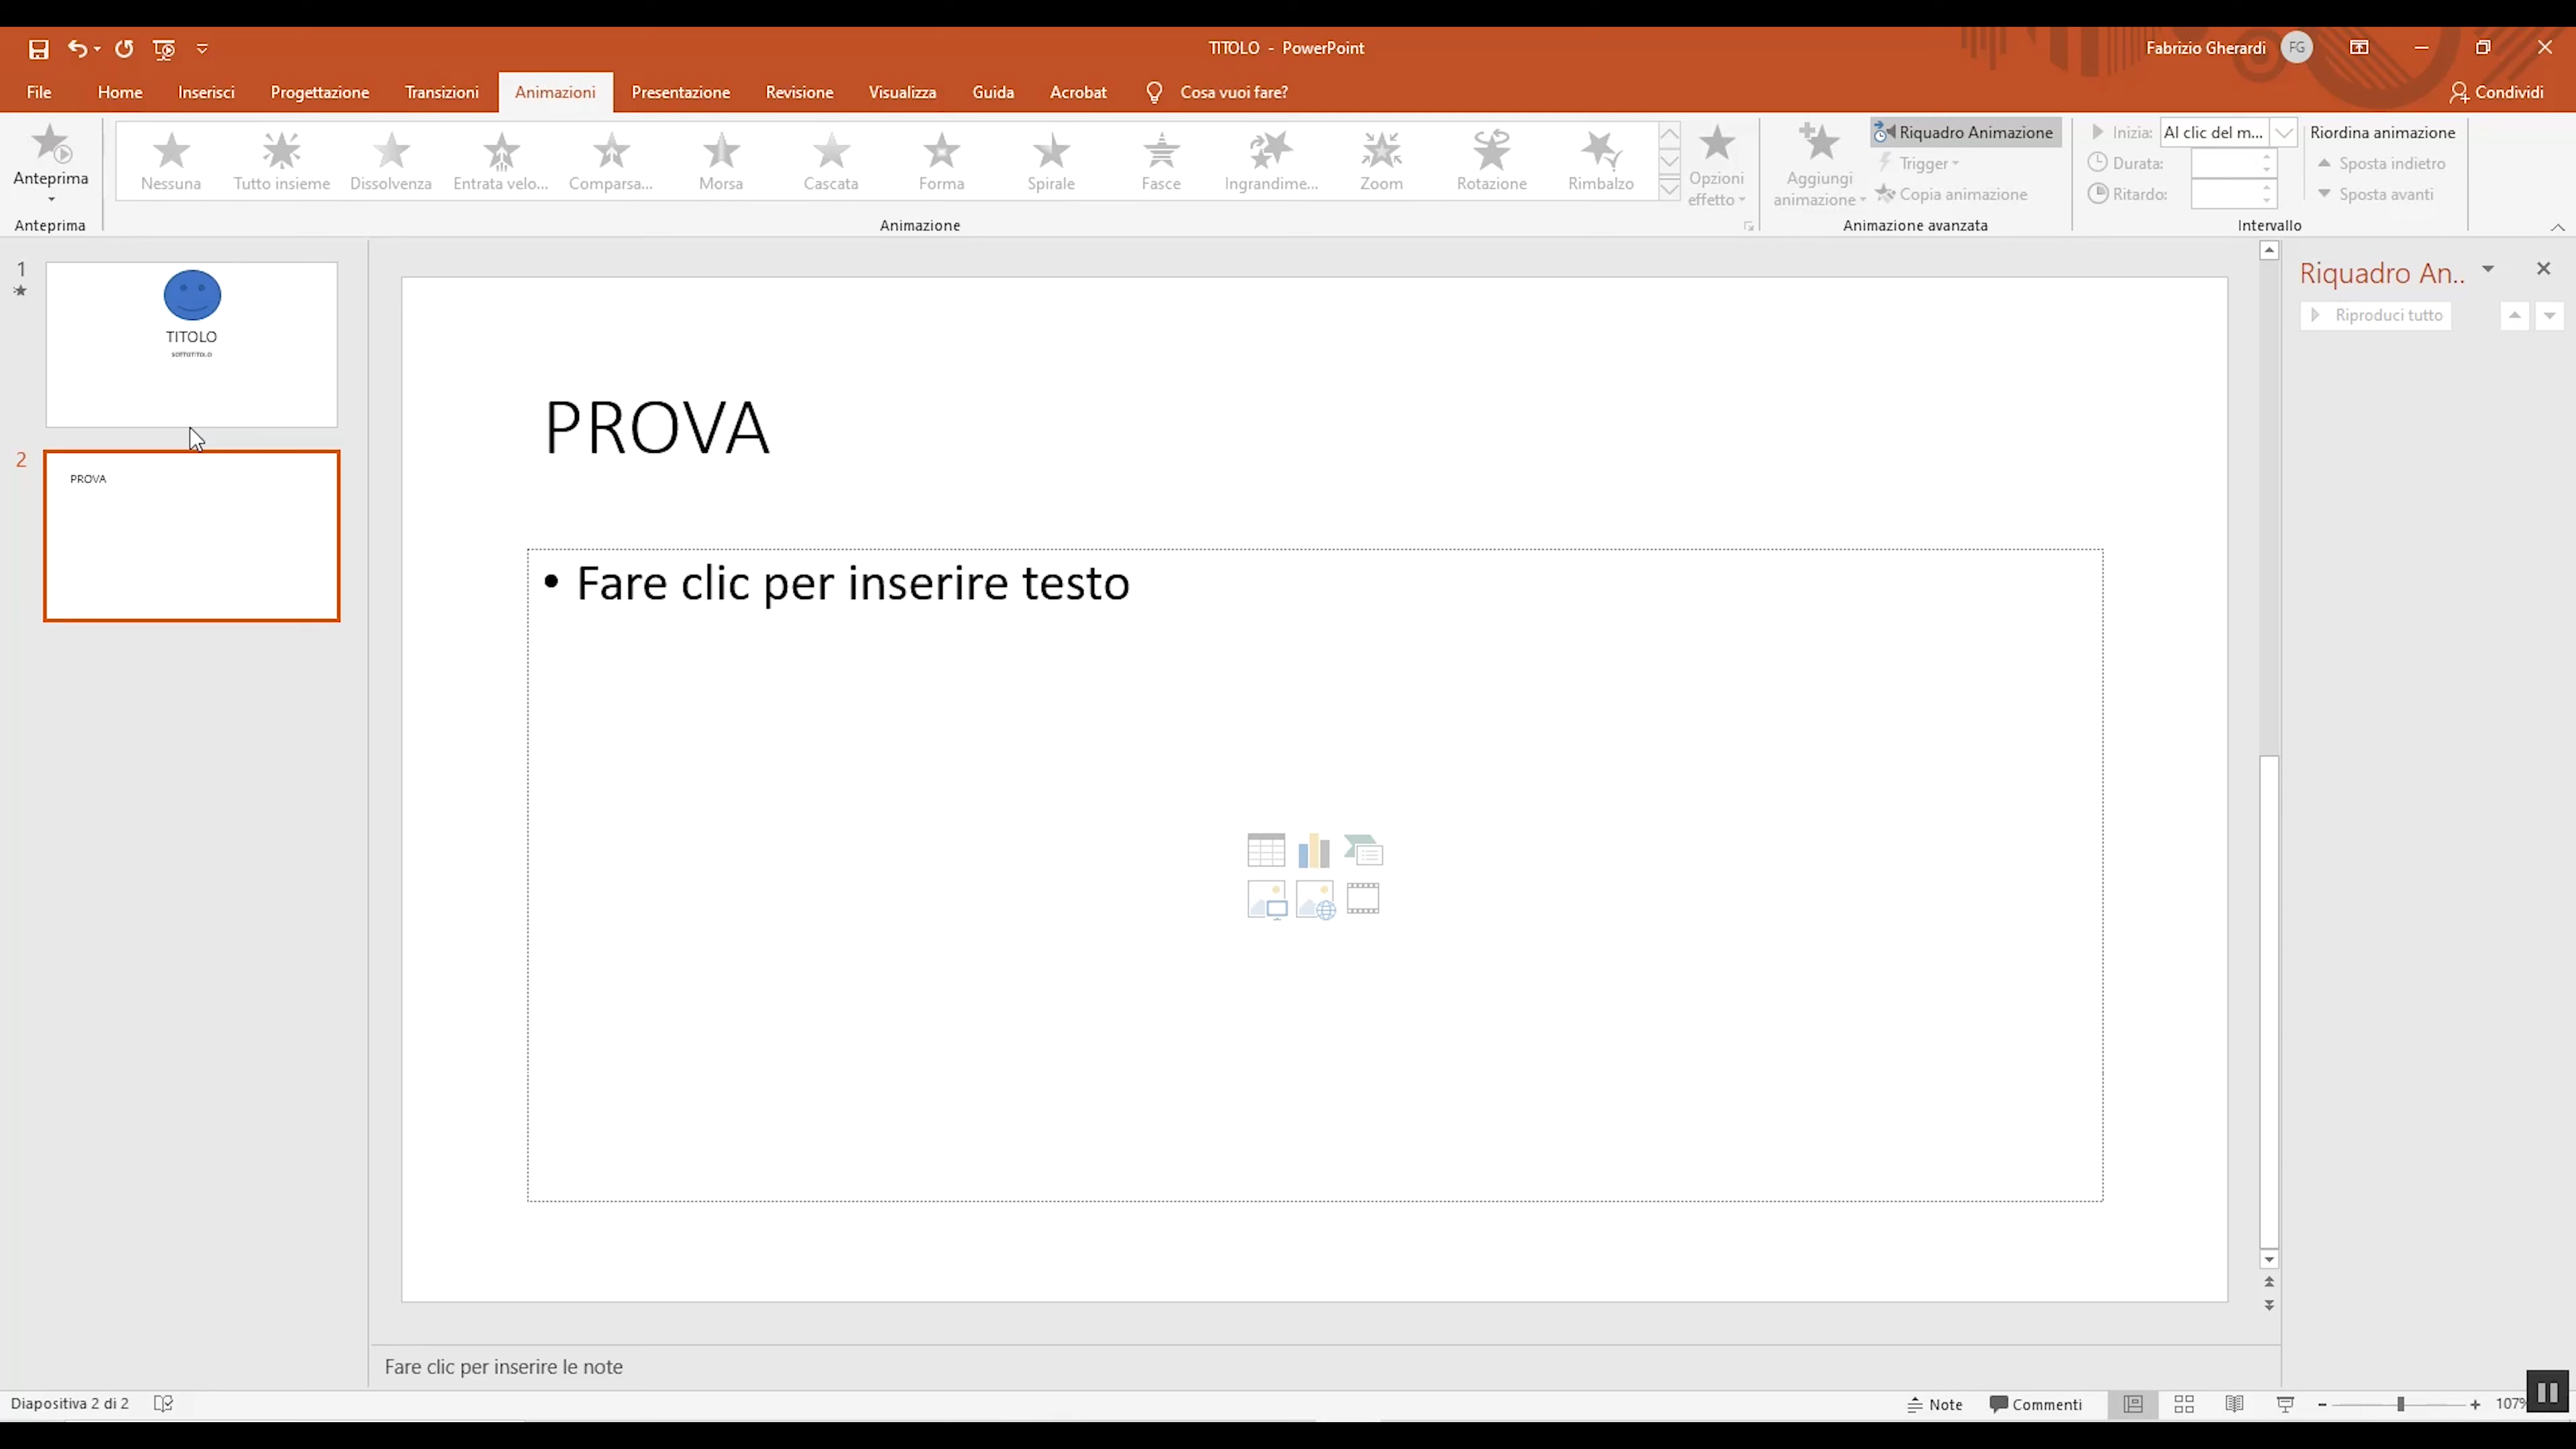 TITOLO - PowerPoint
Fabrizio Gherardi FG
File Home Inserisci Progettazione Transizioni Animazioni Presentazione Revisione Visualizza Guida Acrobat Cosa vuoi fare? Condividi
Anteprima
Nessuna Tutto insieme Dissolvenza Entrata velo... Comparsa... Morsa Cascata Forma Spirale Fasce Ingrandime... Zoom Rotazione Rimbalzo
Opzioni
effetto
Aggiungi
animazione
Riquadro Animazione
Trigger
Copia animazione
Inizia: Al clic del m...
Durata:
Ritardo:
Riordina animazione
Sposta indietro
Sposta avanti
Anteprima Animazione Animazione avanzata Intervallo
1
TITOLO
SOTTOTITOLO
2
PROVA
PROVA
• Fare clic per inserire testo
Riquadro An..
Riproduci tutto
Fare clic per inserire le note
Diapositiva 2 di 2
Note Commenti 107%